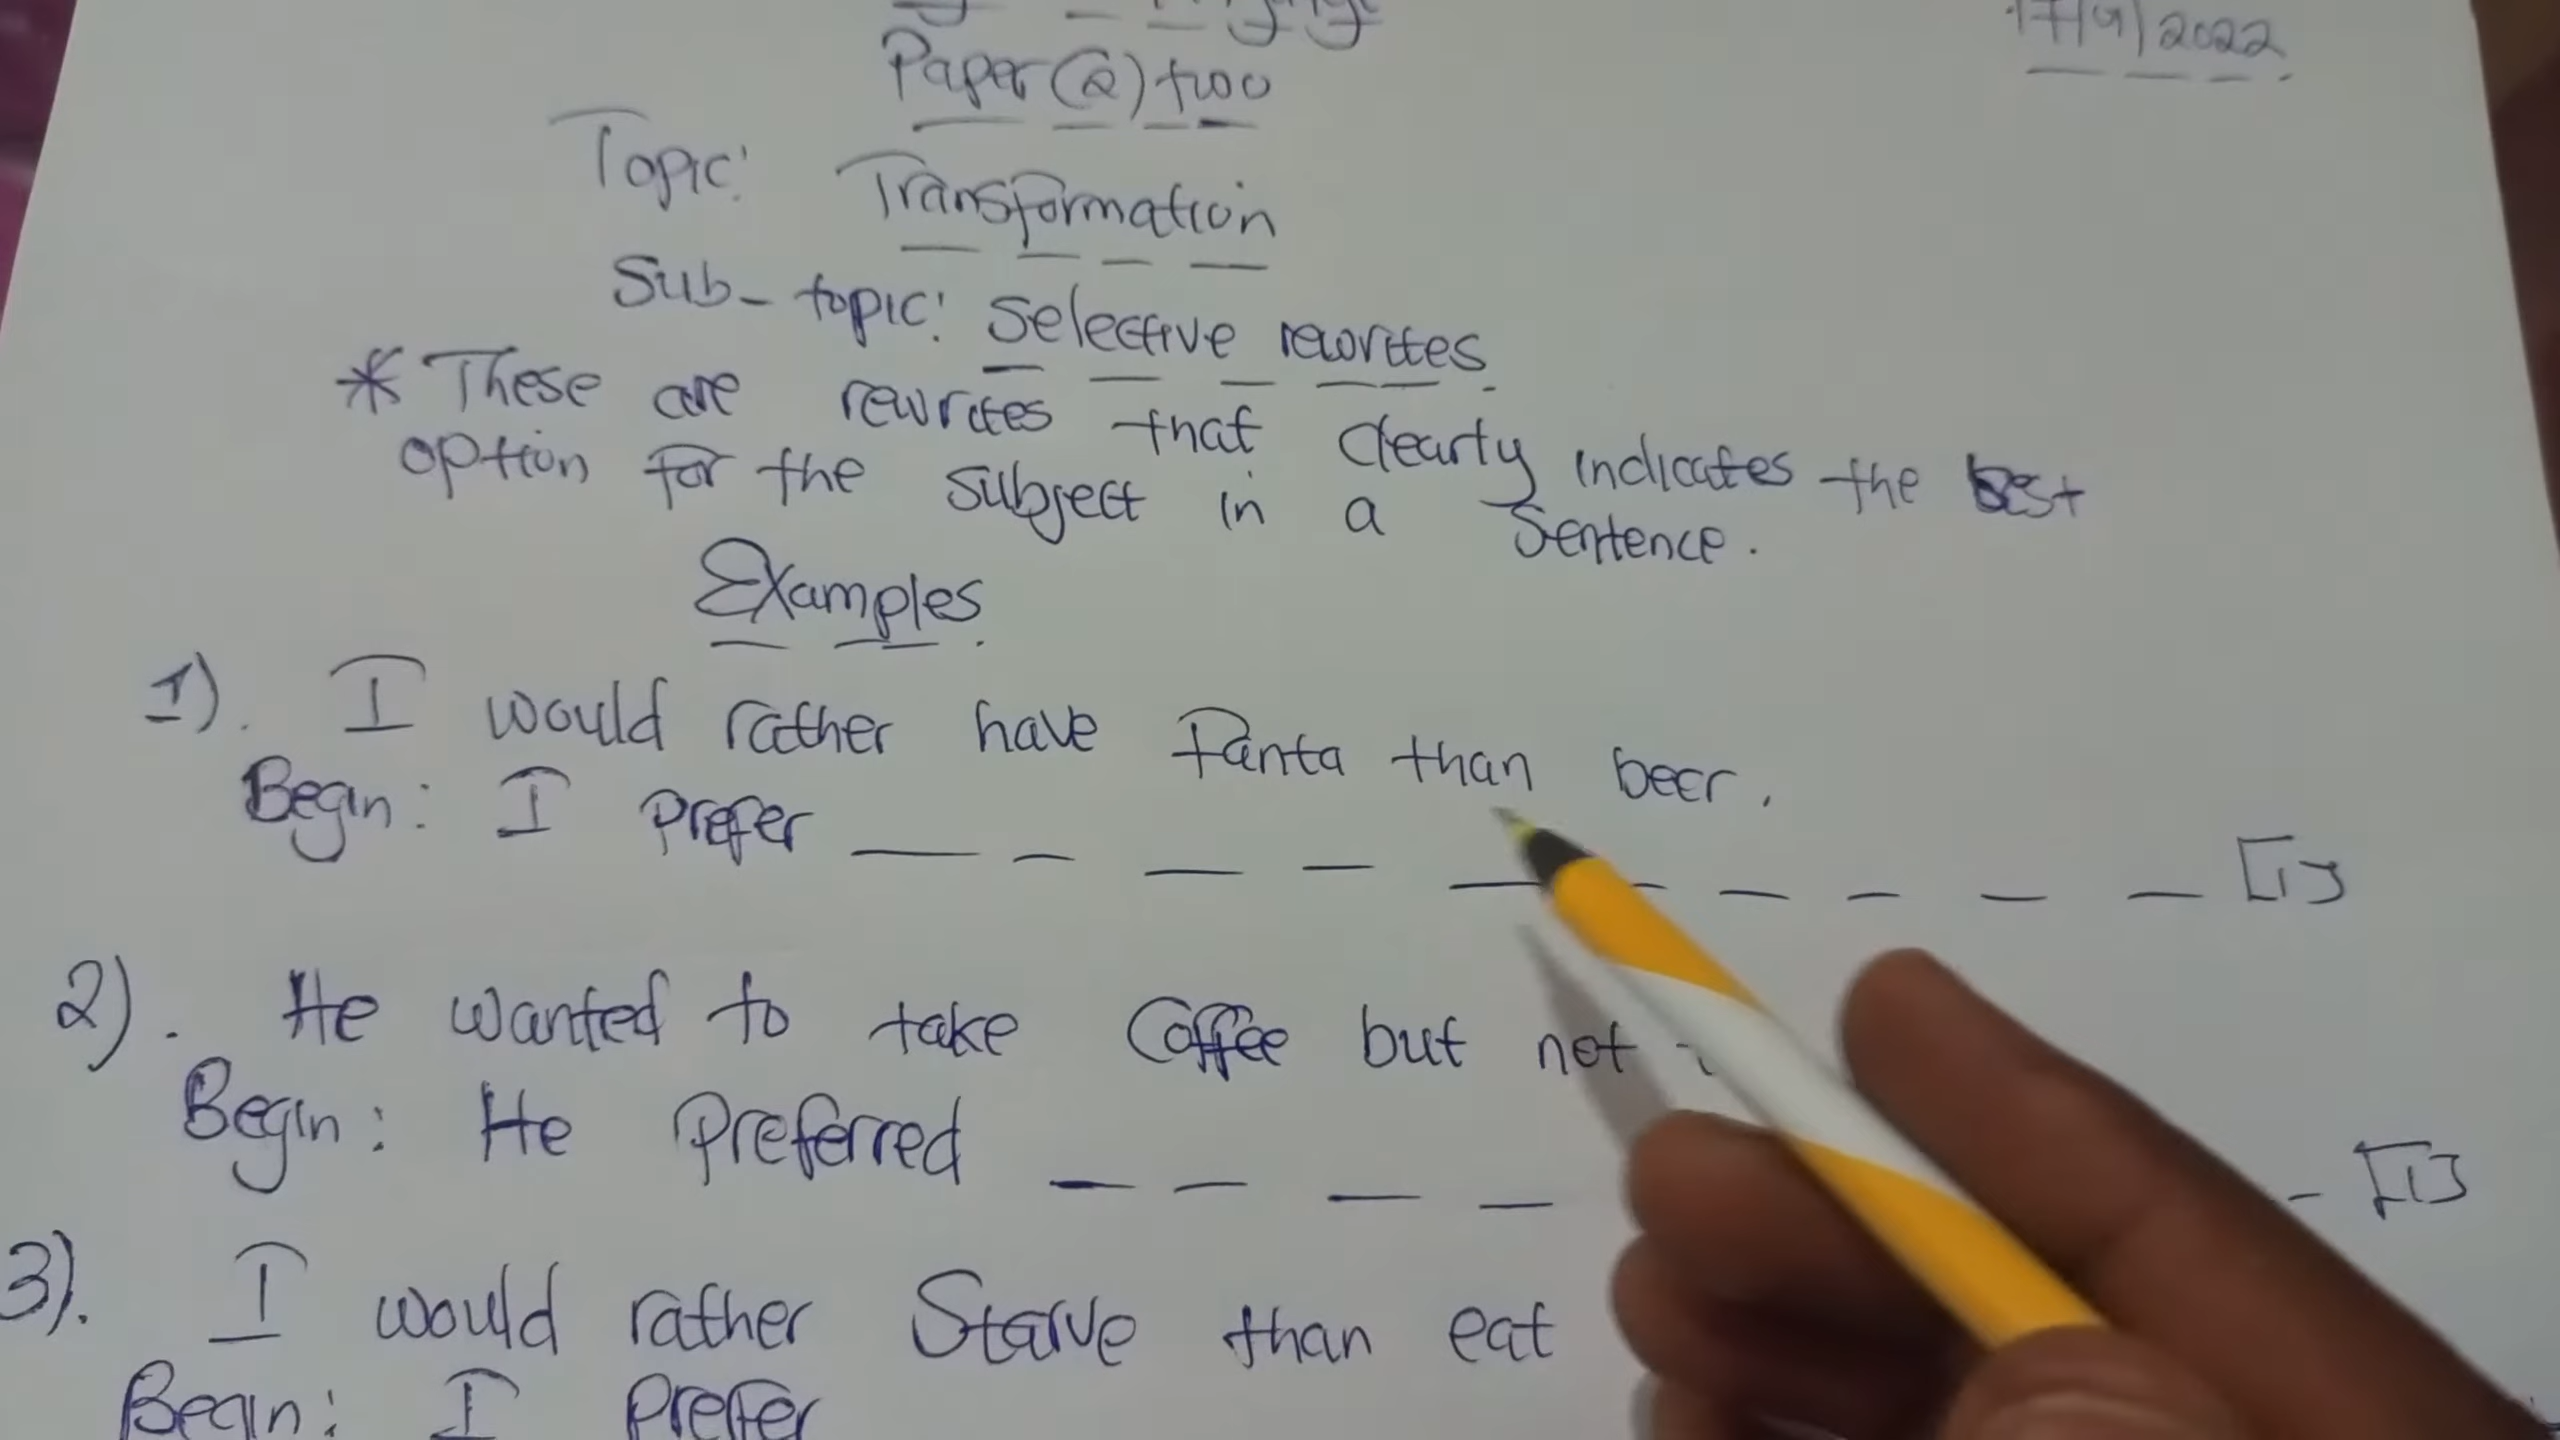 Paper (2) two
17/9/2022
Topic: Transformation
Sub-topic: Selective rewrites.
* These are rewrites that clearly indicates the best
option for the subject in a sentence.
Examples.
1). I would rather have Fanta than beer.
Begin: I prefer _ _ _ _ _ _ _ _ _ _ [1]
2). He wanted to take Coffee but not
Begin: He preferred _ _ _ _ _ [1]
3). I would rather starve than eat
Begin: I prefer